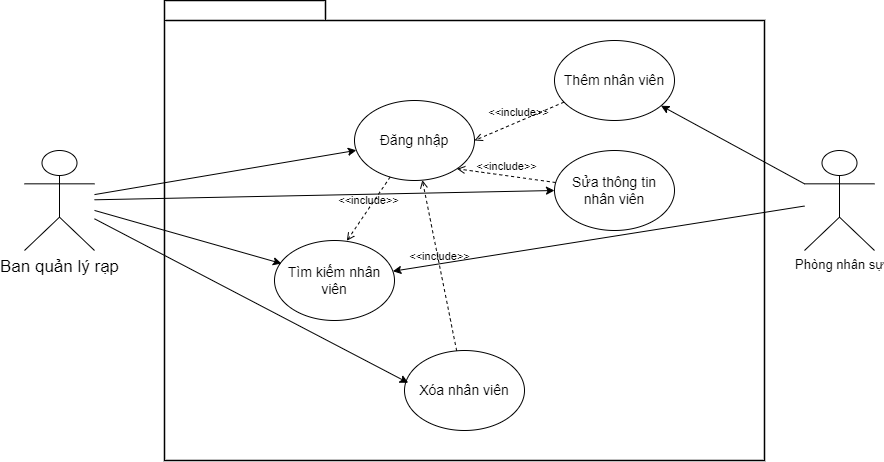 Thêm nhân viên
<<include>>
Đăng nhập
<<include>>
Sửa thông tin
nhân viên
<<include>>
Ban quản lý rạp
<<include>>
Phòng nhân sự
Tìm kiếm nhân
viên
Xóa nhân viên